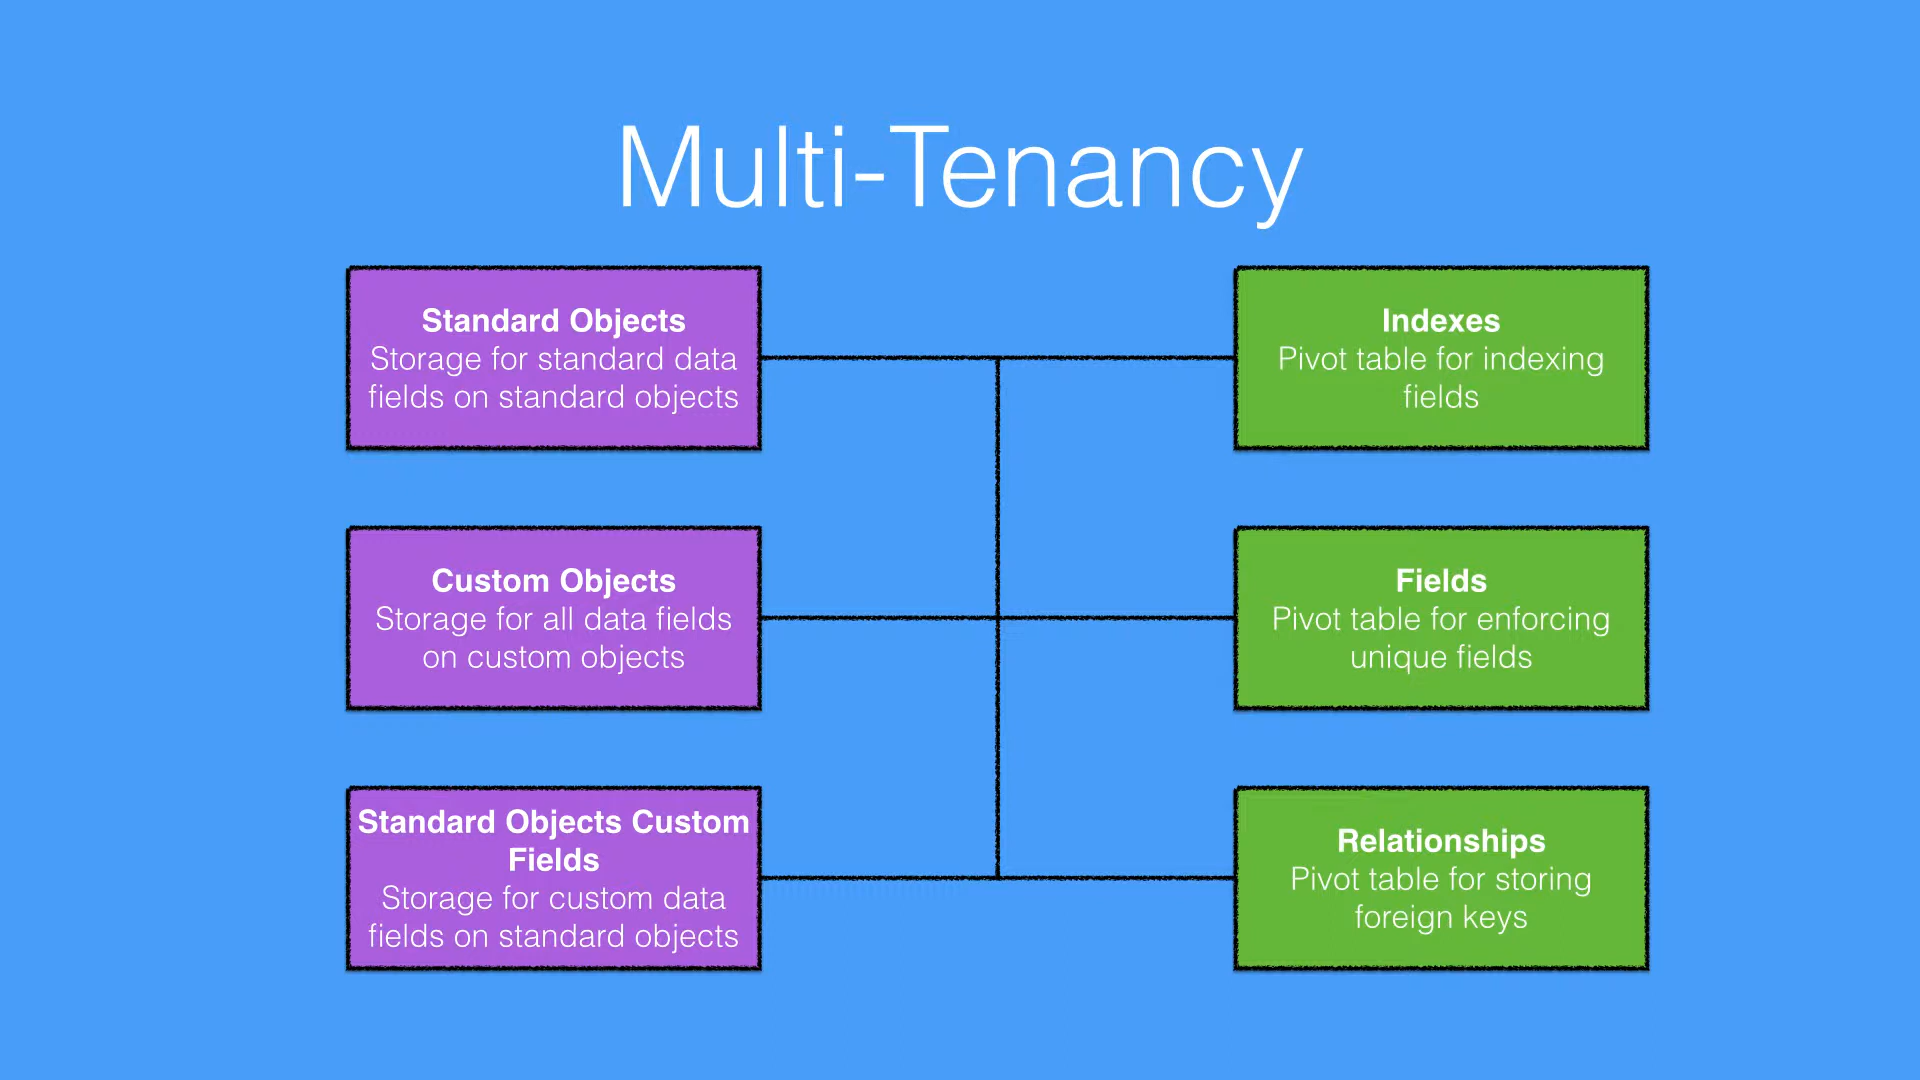 Multi-Tenancy
Standard Objects
Storage for standard data
fields on standard objects
Indexes
Pivot table for indexing
fields
Custom Objects
Storage for all data fields
on custom objects
Fields
Pivot table for enforcing
unique fields
Standard Objects Custom
Fields
Storage for custom data
fields on standard objects
Relationships
Pivot table for storing
foreign keys